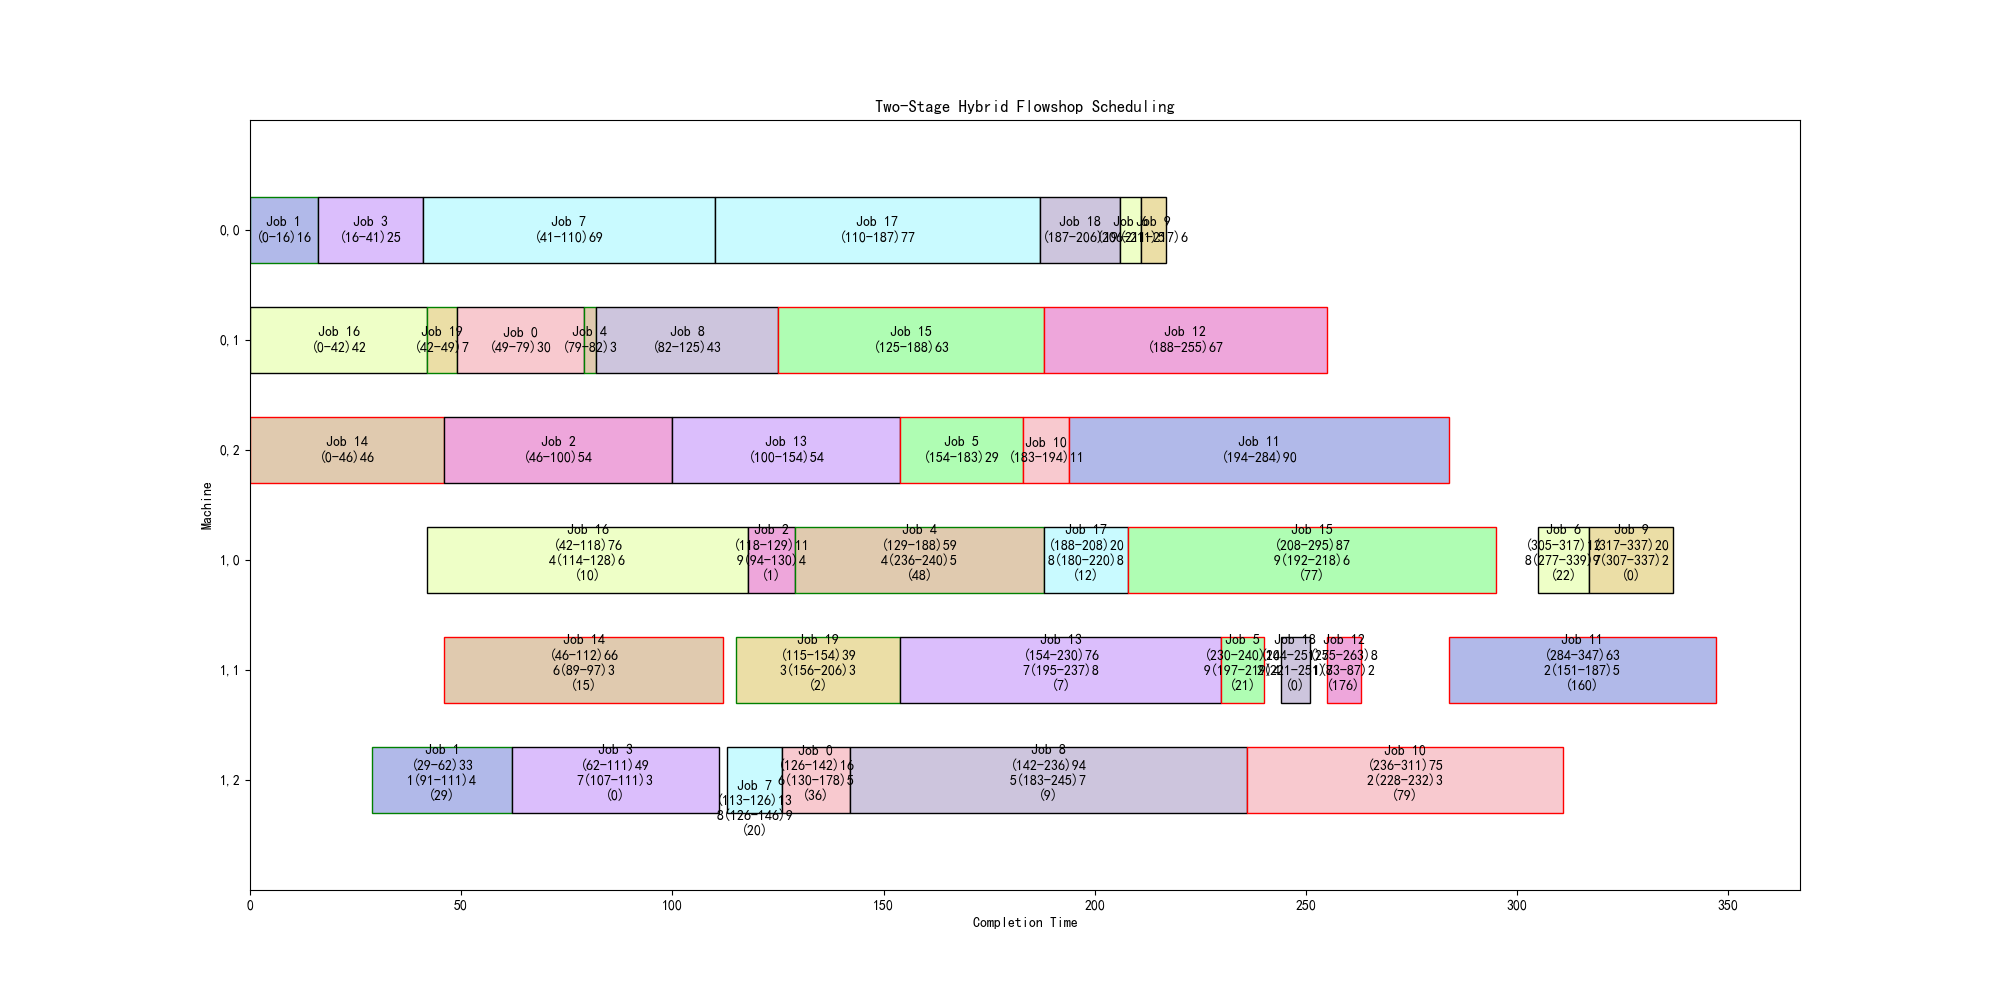 Two-Stage Hybrid Flowshop Scheduling
Machine
0,0
Job 1
(0-16)16
Job 3
(16-41)25
Job 7
(41-110)69
Job 17
(110-187)77
Job 18
(187-206)
Job 9
0,1
Job 16
(0-42)42
Job 19
(42-49)7
Job 0
(49-79)30
Job 4
(79-82)3
Job 8
(82-125)43
Job 15
(125-188)63
Job 12
(188-255)67
0,2
Job 14
(0-46)46
Job 2
(46-100)54
Job 13
(100-154)54
Job 5
(154-183)29
Job 10
(183-194)11
Job 11
(194-284)90
1,0
Job 16
(42-118)76
4(114-128)6
(10)
Job 2
(118-129)11
9(94-130)4
(1)
Job 4
(129-188)59
4(236-240)5
(48)
Job 17
(188-208)20
8(180-220)8
(12)
Job 15
(208-295)87
9(192-218)6
(77)
Job 6
(305-317)12
8(277-339)9
(22)
Job 9
(317-337)20
7(307-337)2
(0)
1,1
Job 14
(46-112)66
6(89-97)3
(15)
Job 19
(115-154)39
3(156-206)3
(2)
Job 13
(154-230)76
7(195-237)8
(7)
Job 5
(230-240)10
9(197-219)4
(21)
Job 18
(244-251)7
(0)
Job 12
(255-263)8
(83-87)2
(176)
Job 11
(284-347)63
2(151-187)5
(160)
1,2
Job 1
(29-62)33
1(91-111)4
(29)
Job 3
(62-111)49
7(107-111)3
(0)
Job 7
(113-126)13
8(126-146)9
(20)
Job 0
(126-142)16
6(130-178)5
(36)
Job 8
(142-236)94
5(183-245)7
(9)
Job 10
(236-311)75
2(228-232)3
(79)
0 50 100 150 200 250 300 350
Completion Time